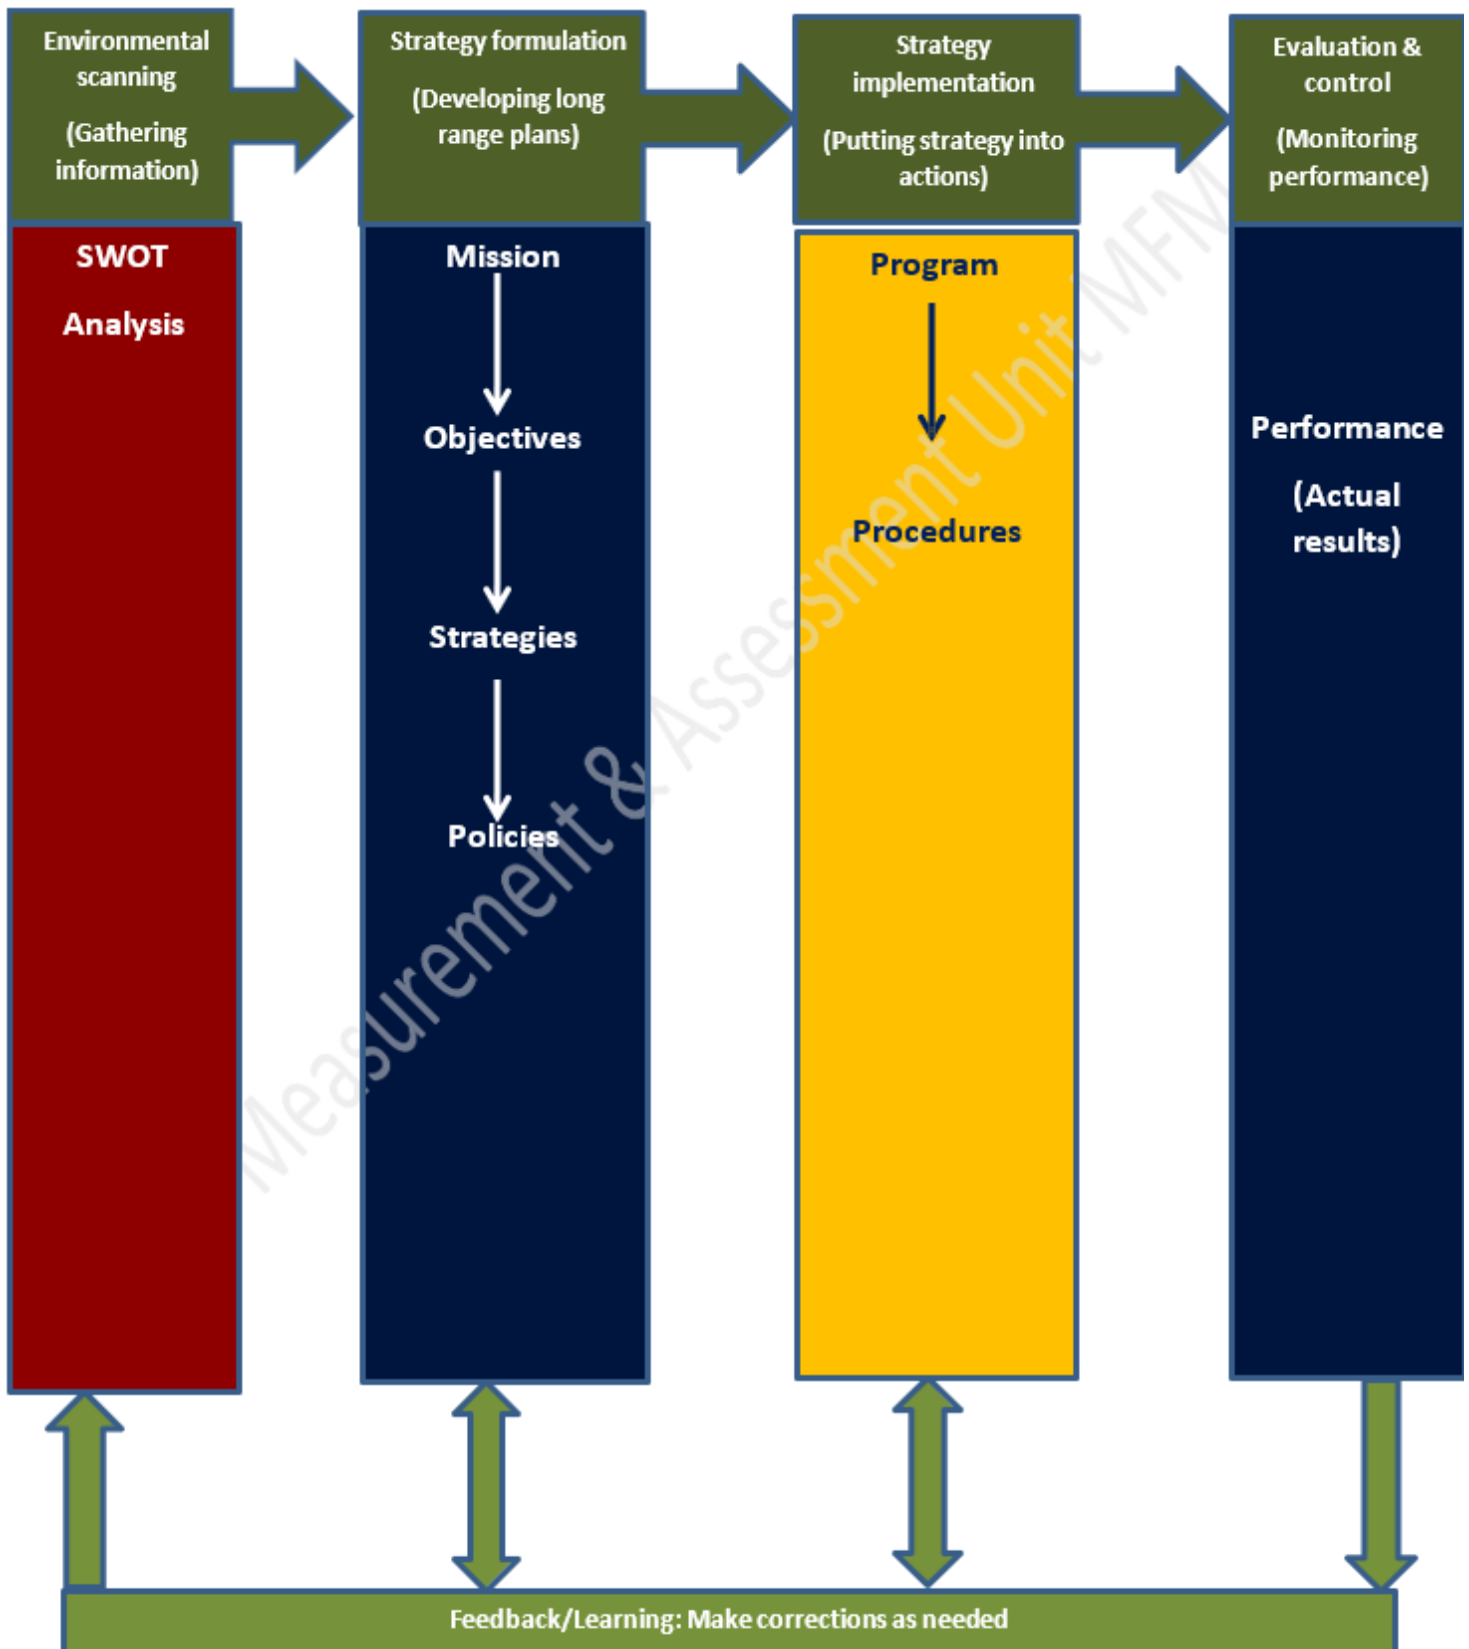 Environmental
scanning
(Gathering
information)
Strategy formulation
(Developing long
range plans)
Strategy
implementation
(Putting strategy into
actions)
Evaluation &
control
(Monitoring
performance)
SWOT
Analysis
Mission
Objectives
Strategies
Policies
Program
Procedures
Performance
(Actual
results)
Measurement & Assessment Unit MFM
Feedback/Learning: Make corrections as needed